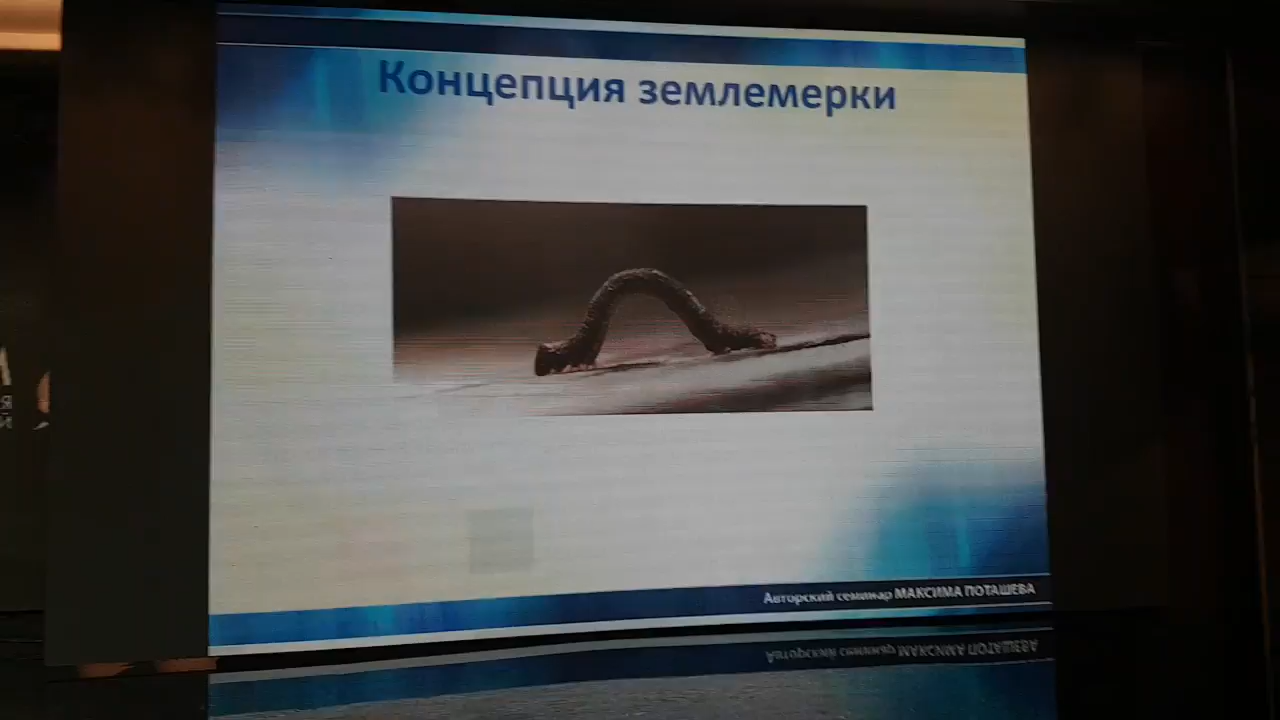 Концепция землемерки
Авторский семинар МАКСИМА ПОТАШЕВА